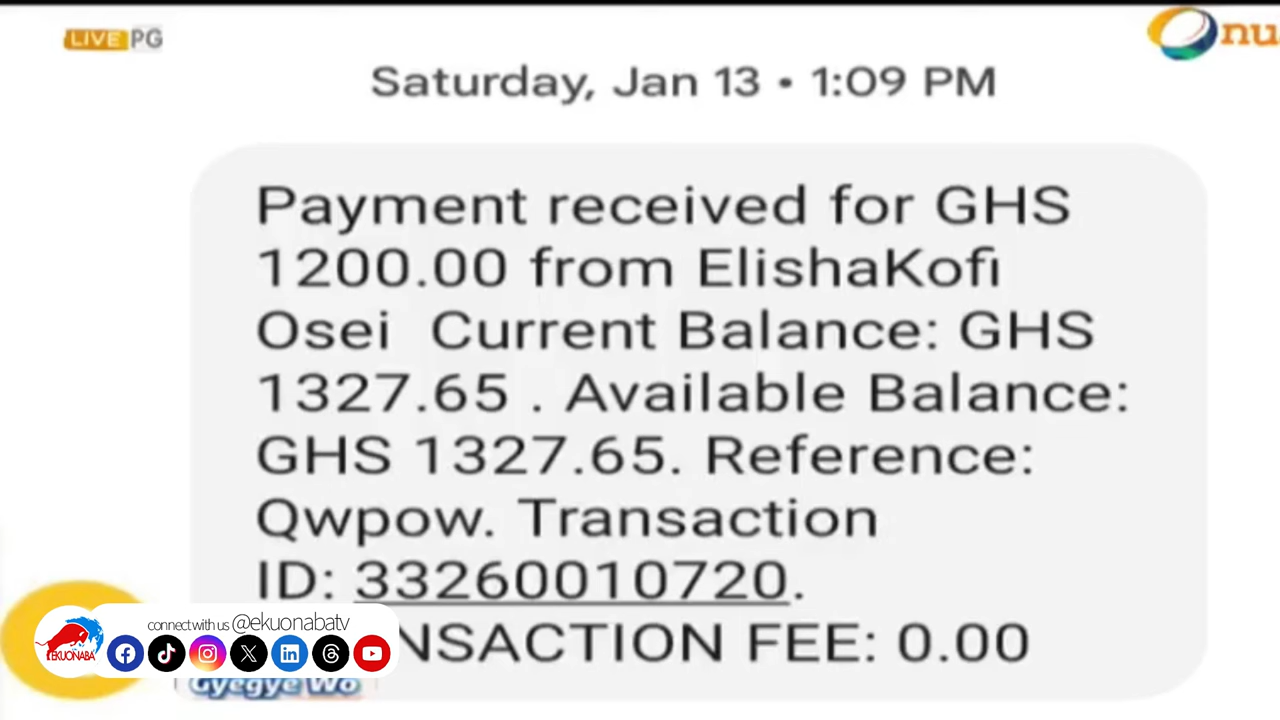 LIVE PG
nu
Saturday, Jan 13 • 1:09 PM
Payment received for GHS
1200.00 from ElishaKofi
Osei Current Balance: GHS
1327.65 . Available Balance:
GHS 1327.65. Reference:
Qwpow. Transaction
ID: 33260010720.
NSACTION FEE: 0.00
connect with us @ekuonabatv
EKUONABA
Gyegye Wo